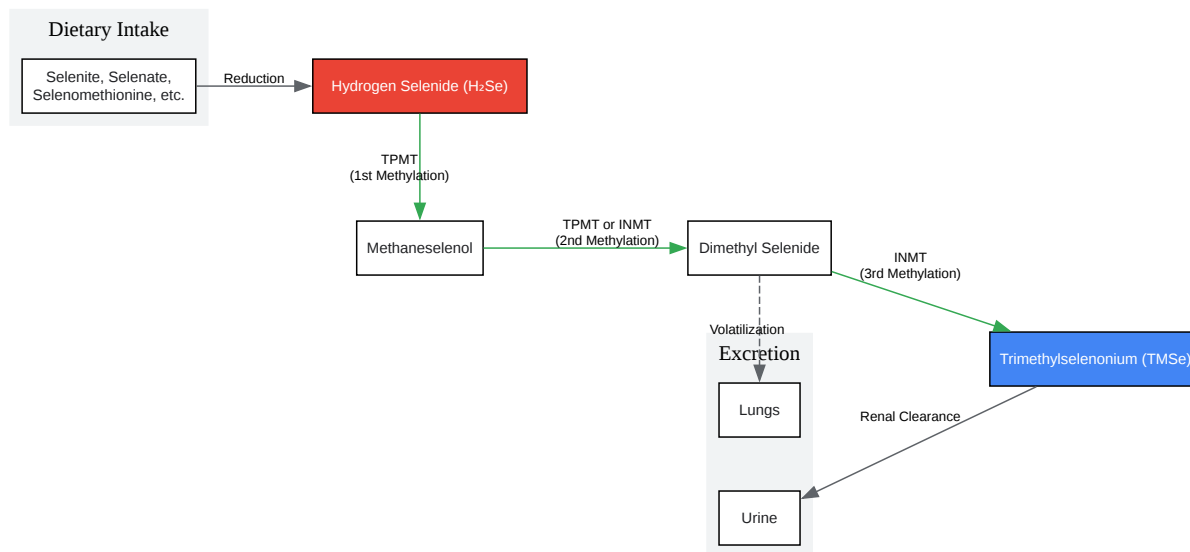 Dietary Intake
Selenite, Selenate,
Selenomethionine, etc.
Reduction
Hydrogen Selenide (H₂Se)
TPMT
(1st Methylation)
Methaneselenol
TPMT or INMT
(2nd Methylation)
Dimethyl Selenide
INMT
(3rd Methylation)
Volatilization
Excretion
Trimethylselenonium (TMSe)
Lungs
Renal Clearance
Urine